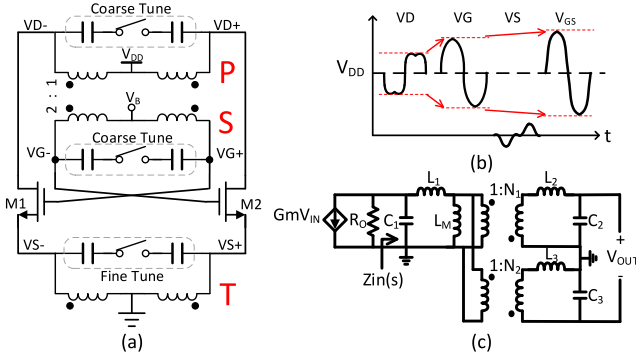 Coarse Tune
VD- VD+
VDD
P
2 : 1
S
VB
Coarse Tune
VG- VG+
M1 M2
VS- VS+
Fine Tune
T
(a)
VD VG VS VGS
VDD
t
(b)
L1 1:N1 L2
GmVIN RO C1 LM C2
Zin(s)
1:N2 L3
VOUT
+
-
C3
(c)